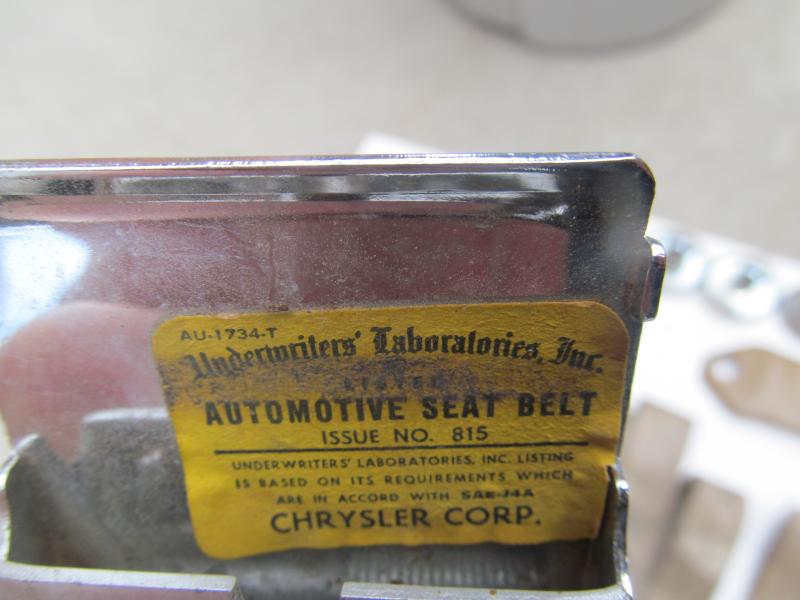 AU-1734-T
Underwriters' Laboratories, Inc.
LISTED
AUTOMOTIVE SEAT BELT
ISSUE NO. 815
UNDERWRITERS' LABORATORIES, INC. LISTING
IS BASED ON ITS REQUIREMENTS WHICH
ARE IN ACCORD WITH SAE-J4A
CHRYSLER CORP.